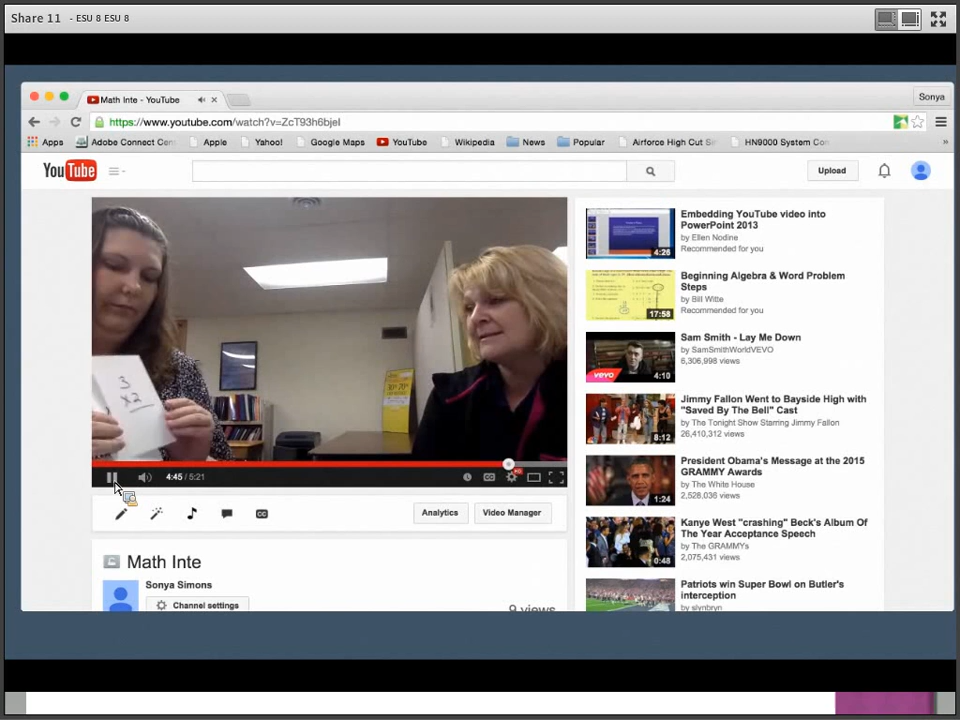 Share 11 - ESU 8 ESU 8
Math Inte - YouTube
Sonya
https://www.youtube.com/watch?v=ZcT93h6bjeI
Apps Adobe Connect Cen Apple Yahoo! Google Maps YouTube Wikipedia News Popular Airforce High Cut Si HN9000 System Con »
YouTube
Upload
3
x2
4:45 / 5:21
HD
Analytics
Video Manager
Math Inte
Sonya Simons
Channel settings
9 views
Embedding YouTube video into
PowerPoint 2013
by Ellen Nodine
Recommended for you
4:26
Beginning Algebra & Word Problem
Steps
by Bill Witte
Recommended for you
17:58
Sam Smith - Lay Me Down
by SamSmithWorldVEVO
6,306,998 views
vevo
4:10
Jimmy Fallon Went to Bayside High with
"Saved By The Bell" Cast
by The Tonight Show Starring Jimmy Fallon
26,410,312 views
8:12
President Obama's Message at the 2015
GRAMMY Awards
by The White House
2,528,036 views
1:24
Kanye West "crashing" Beck's Album Of
The Year Acceptance Speech
by The GRAMMYs
2,075,431 views
0:48
Patriots win Super Bowl on Butler's
interception
by slynbryn